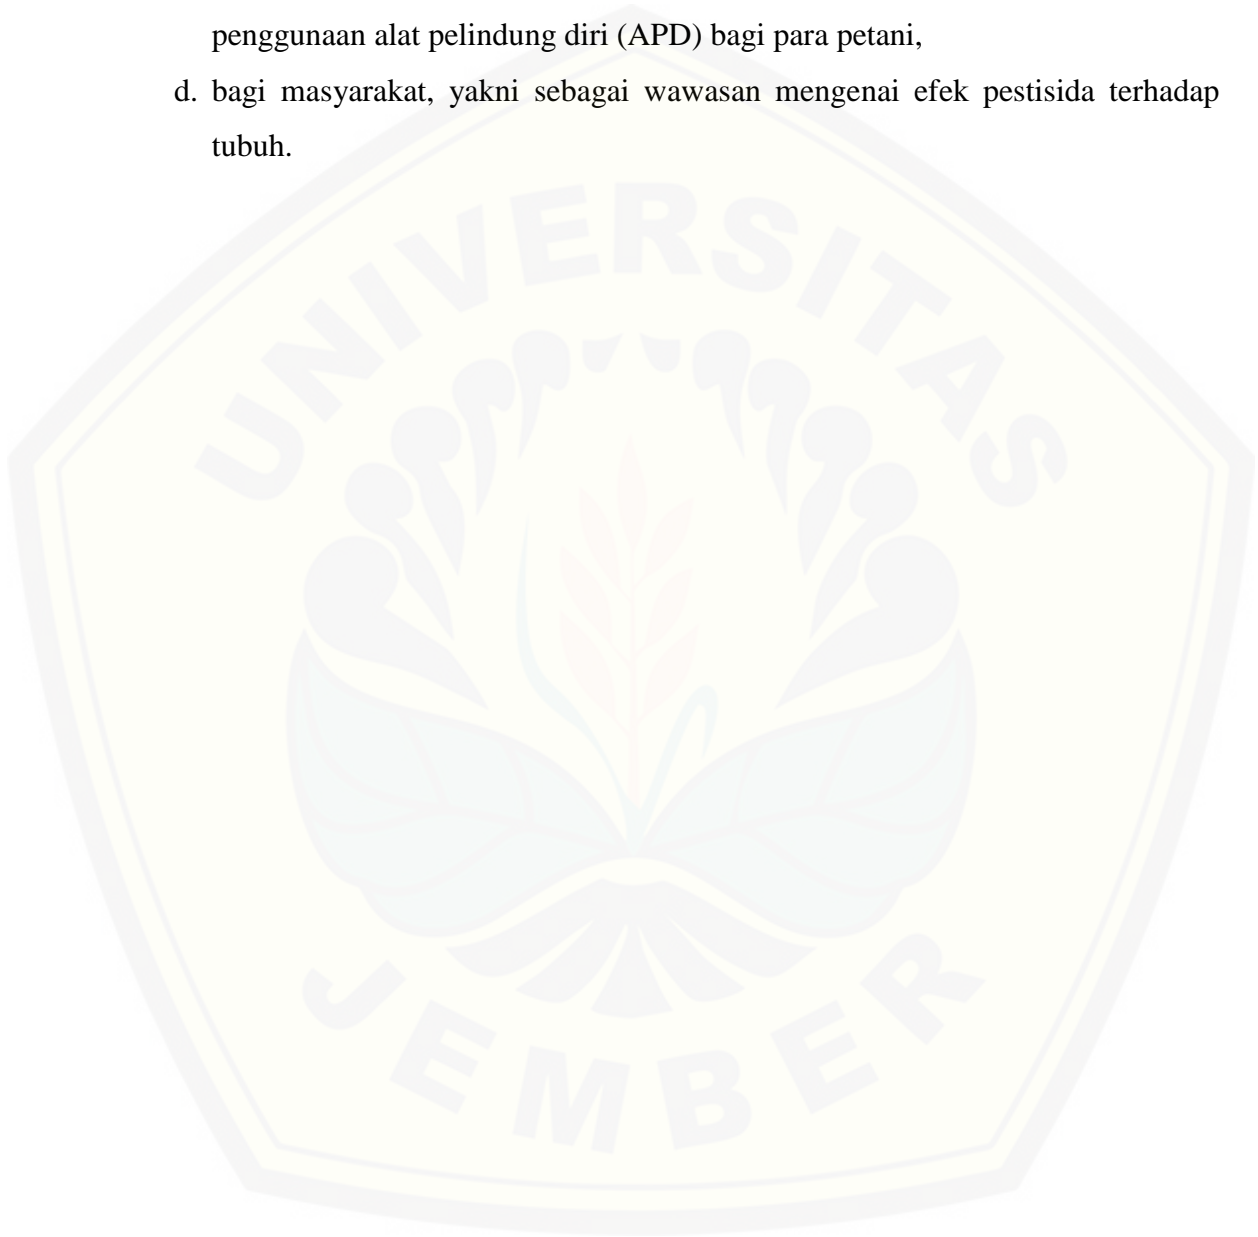 penggunaan alat pelindung diri (APD) bagi para petani,
d. bagi masyarakat, yakni sebagai wawasan mengenai efek pestisida terhadap
tubuh.
UNIVERSITAS
JEMBER